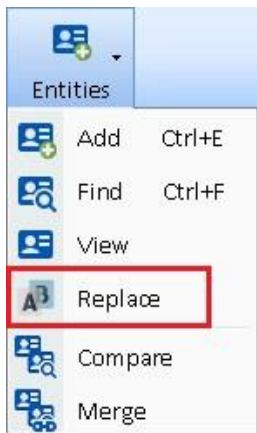 Entities
Add Ctrl+E
Find Ctrl+F
View
Replace
Compare
Merge